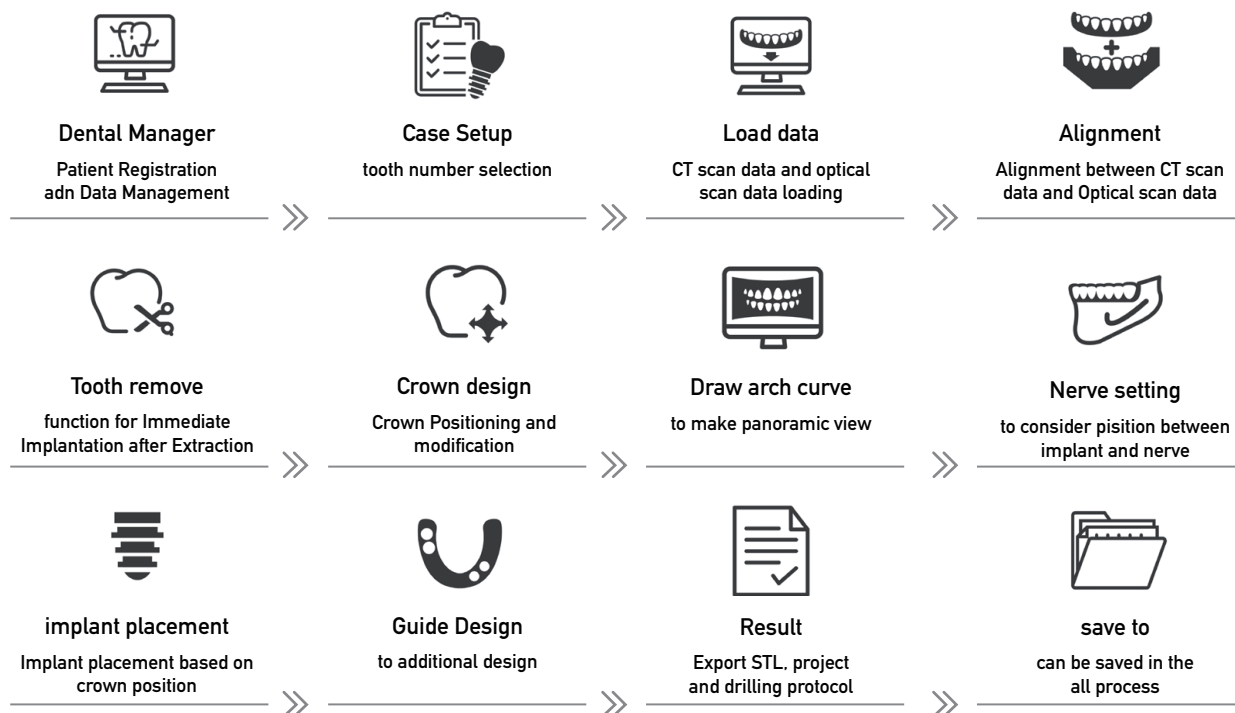 Dental Manager
Patient Registration
adn Data Management
Case Setup
tooth number selection
Load data
CT scan data and optical
scan data loading
Alignment
Alignment between CT scan
data and Optical scan data
Tooth remove
function for Immediate
Implantation after Extraction
Crown design
Crown Positioning and
modification
Draw arch curve
to make panoramic view
Nerve setting
to consider pisition between
implant and nerve
implant placement
Implant placement based on
crown position
Guide Design
to additional design
Result
Export STL, project
and drilling protocol
save to
can be saved in the
all process